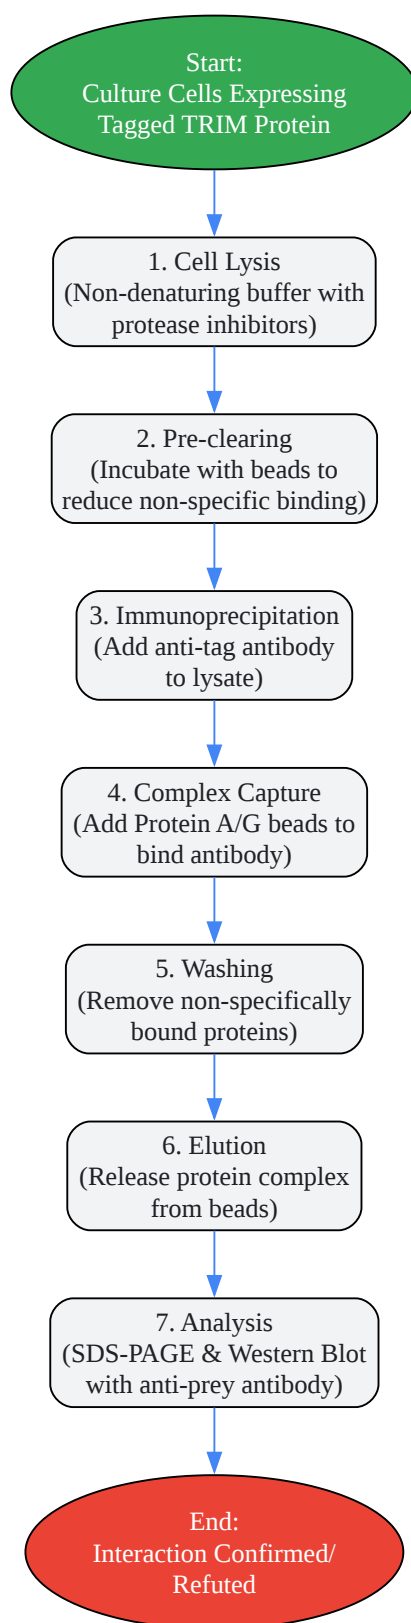 Start:
Culture Cells Expressing
Tagged TRIM Protein
1. Cell Lysis
(Non-denaturing buffer with
protease inhibitors)
2. Pre-clearing
(Incubate with beads to
reduce non-specific binding)
3. Immunoprecipitation
(Add anti-tag antibody
to lysate)
4. Complex Capture
(Add Protein A/G beads to
bind antibody)
5. Washing
(Remove non-specifically
bound proteins)
6. Elution
(Release protein complex
from beads)
7. Analysis
(SDS-PAGE & Western Blot
with anti-prey antibody)
End:
Interaction Confirmed/
Refuted